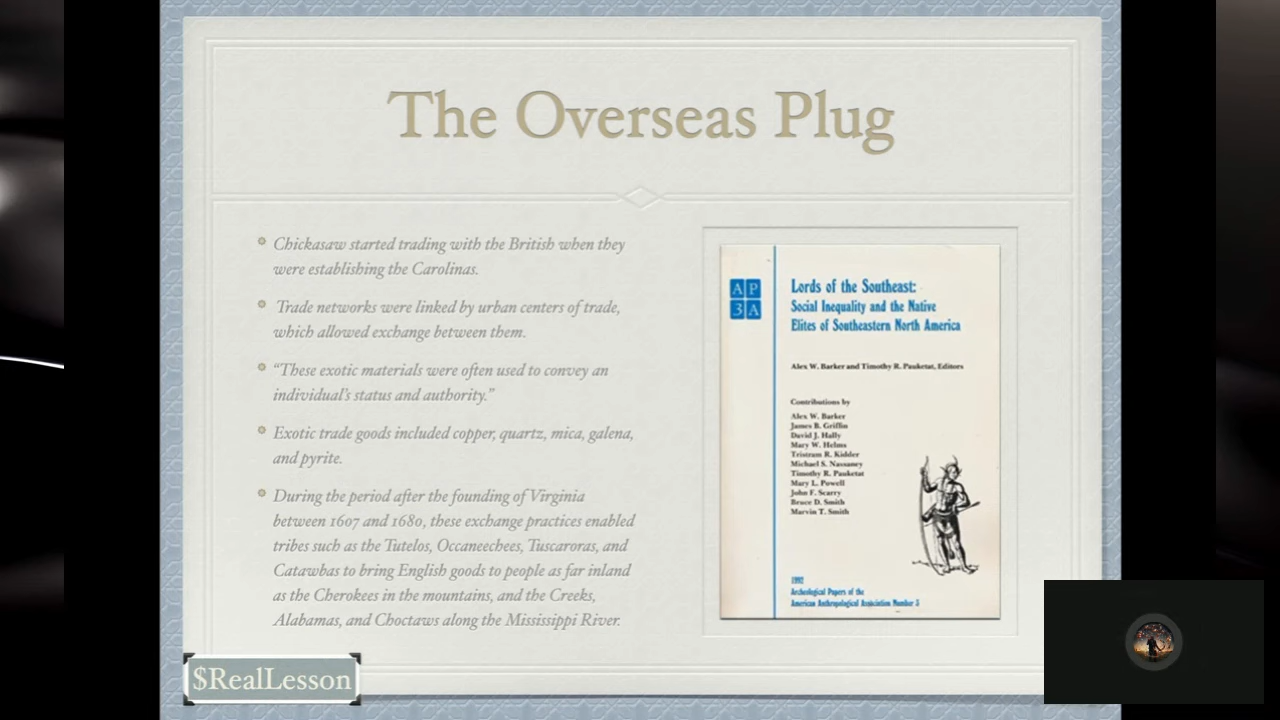 The Overseas Plug
Chickasaw started trading with the British when they
were establishing the Carolinas.
Trade networks were linked by urban centers of trade,
which allowed exchange between them.
“These exotic materials were often used to convey an
individual's status and authority.”
Exotic trade goods included copper, quartz, mica, galena,
and pyrite.
During the period after the founding of Virginia
between 1607 and 1680, these exchange practices enabled
tribes such as the Tutelos, Occaneechees, Tuscaroras, and
Catawbas to bring English goods to people as far inland
as the Cherokees in the mountains, and the Creeks,
Alabamas, and Choctaws along the Mississippi River.
A P
3 A
Lords of the Southeast:
Social Inequality and the Native
Elites of Southeastern North America
Alex W. Barker and Timothy R. Pauketat, Editors
Contributions by
Alex W. Barker
James B. Griffin
David J. Hally
Mary W. Helms
Tristram R. Kidder
Michael S. Nassaney
Timothy R. Pauketat
Mary L. Powell
John F. Scarry
Bruce D. Smith
Marvin T. Smith
1992
Archeological Papers of the
American Anthropological Association Number 3
$RealLesson